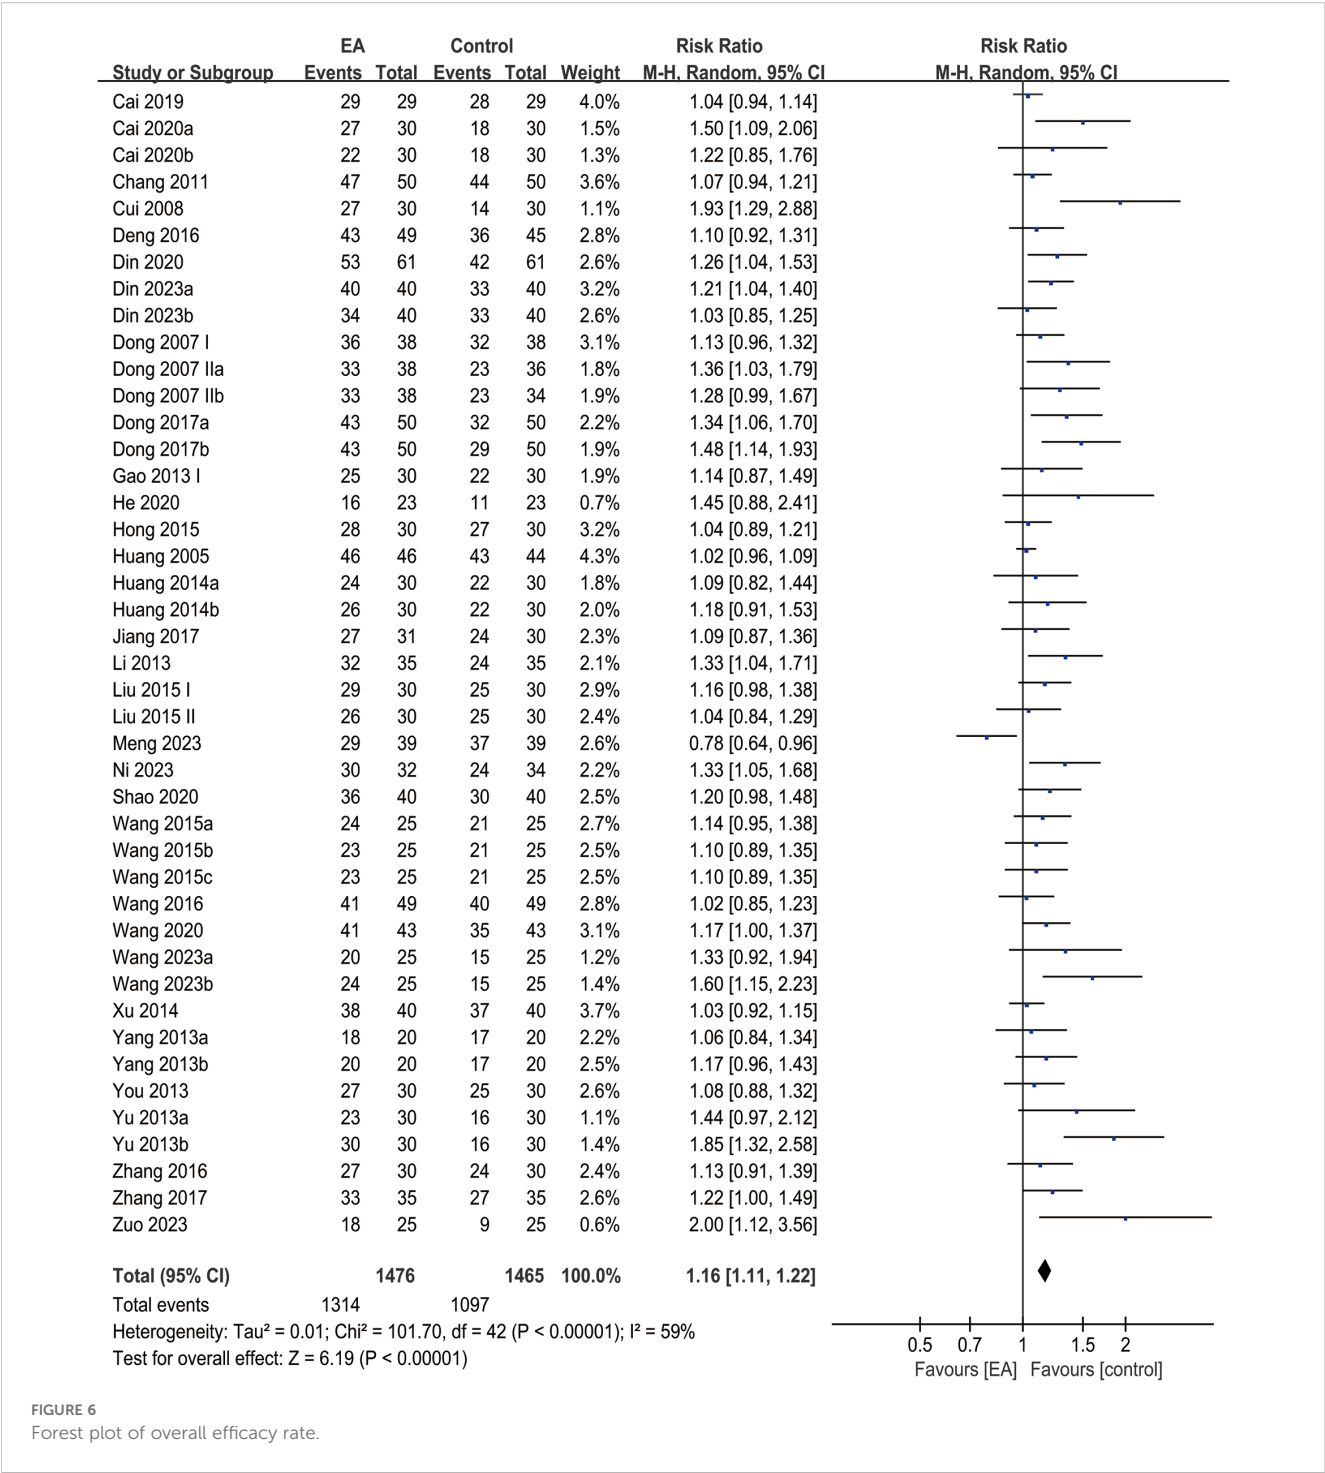 EA Control Risk Ratio Risk Ratio
Study or Subgroup Events Total Events Total Weight M-H, Random, 95% CI M-H, Random, 95% CI
Cai 2019 29 29 28 29 4.0% 1.04 [0.94, 1.14]
Cai 2020a 27 30 18 30 1.5% 1.50 [1.09, 2.06]
Cai 2020b 22 30 18 30 1.3% 1.22 [0.85, 1.76]
Chang 2011 47 50 44 50 3.6% 1.07 [0.94, 1.21]
Cui 2008 27 30 14 30 1.1% 1.93 [1.29, 2.88]
Deng 2016 43 49 36 45 2.8% 1.10 [0.92, 1.31]
Din 2020 53 61 42 61 2.6% 1.26 [1.04, 1.53]
Din 2023a 40 40 33 40 3.2% 1.21 [1.04, 1.40]
Din 2023b 34 40 33 40 2.6% 1.03 [0.85, 1.25]
Dong 2007 I 36 38 32 38 3.1% 1.13 [0.96, 1.32]
Dong 2007 IIa 33 38 23 36 1.8% 1.36 [1.03, 1.79]
Dong 2007 IIb 33 38 23 34 1.9% 1.28 [0.99, 1.67]
Dong 2017a 43 50 32 50 2.2% 1.34 [1.06, 1.70]
Dong 2017b 43 50 29 50 1.9% 1.48 [1.14, 1.93]
Gao 2013 I 25 30 22 30 1.9% 1.14 [0.87, 1.49]
He 2020 16 23 11 23 0.7% 1.45 [0.88, 2.41]
Hong 2015 28 30 27 30 3.2% 1.04 [0.89, 1.21]
Huang 2005 46 46 43 44 4.3% 1.02 [0.96, 1.09]
Huang 2014a 24 30 22 30 1.8% 1.09 [0.82, 1.44]
Huang 2014b 26 30 22 30 2.0% 1.18 [0.91, 1.53]
Jiang 2017 27 31 24 30 2.3% 1.09 [0.87, 1.36]
Li 2013 32 35 24 35 2.1% 1.33 [1.04, 1.71]
Liu 2015 I 29 30 25 30 2.9% 1.16 [0.98, 1.38]
Liu 2015 II 26 30 25 30 2.4% 1.04 [0.84, 1.29]
Meng 2023 29 39 37 39 2.6% 0.78 [0.64, 0.96]
Ni 2023 30 32 24 34 2.2% 1.33 [1.05, 1.68]
Shao 2020 36 40 30 40 2.5% 1.20 [0.98, 1.48]
Wang 2015a 24 25 21 25 2.7% 1.14 [0.95, 1.38]
Wang 2015b 23 25 21 25 2.5% 1.10 [0.89, 1.35]
Wang 2015c 23 25 21 25 2.5% 1.10 [0.89, 1.35]
Wang 2016 41 49 40 49 2.8% 1.02 [0.85, 1.23]
Wang 2020 41 43 35 43 3.1% 1.17 [1.00, 1.37]
Wang 2023a 20 25 15 25 1.2% 1.33 [0.92, 1.94]
Wang 2023b 24 25 15 25 1.4% 1.60 [1.15, 2.23]
Xu 2014 38 40 37 40 3.7% 1.03 [0.92, 1.15]
Yang 2013a 18 20 17 20 2.2% 1.06 [0.84, 1.34]
Yang 2013b 20 20 17 20 2.5% 1.17 [0.96, 1.43]
You 2013 27 30 25 30 2.6% 1.08 [0.88, 1.32]
Yu 2013a 23 30 16 30 1.1% 1.44 [0.97, 2.12]
Yu 2013b 30 30 16 30 1.4% 1.85 [1.32, 2.58]
Zhang 2016 27 30 24 30 2.4% 1.13 [0.91, 1.39]
Zhang 2017 33 35 27 35 2.6% 1.22 [1.00, 1.49]
Zuo 2023 18 25 9 25 0.6% 2.00 [1.12, 3.56]
Total (95% CI) 1476 1465 100.0% 1.16 [1.11, 1.22]
Total events 1314 1097
Heterogeneity: Tau² = 0.01; Chi² = 101.70, df = 42 (P < 0.00001); I² = 59%
Test for overall effect: Z = 6.19 (P < 0.00001)
0.5 0.7 1 1.5 2
Favours [EA] Favours [control]
FIGURE 6
Forest plot of overall efficacy rate.